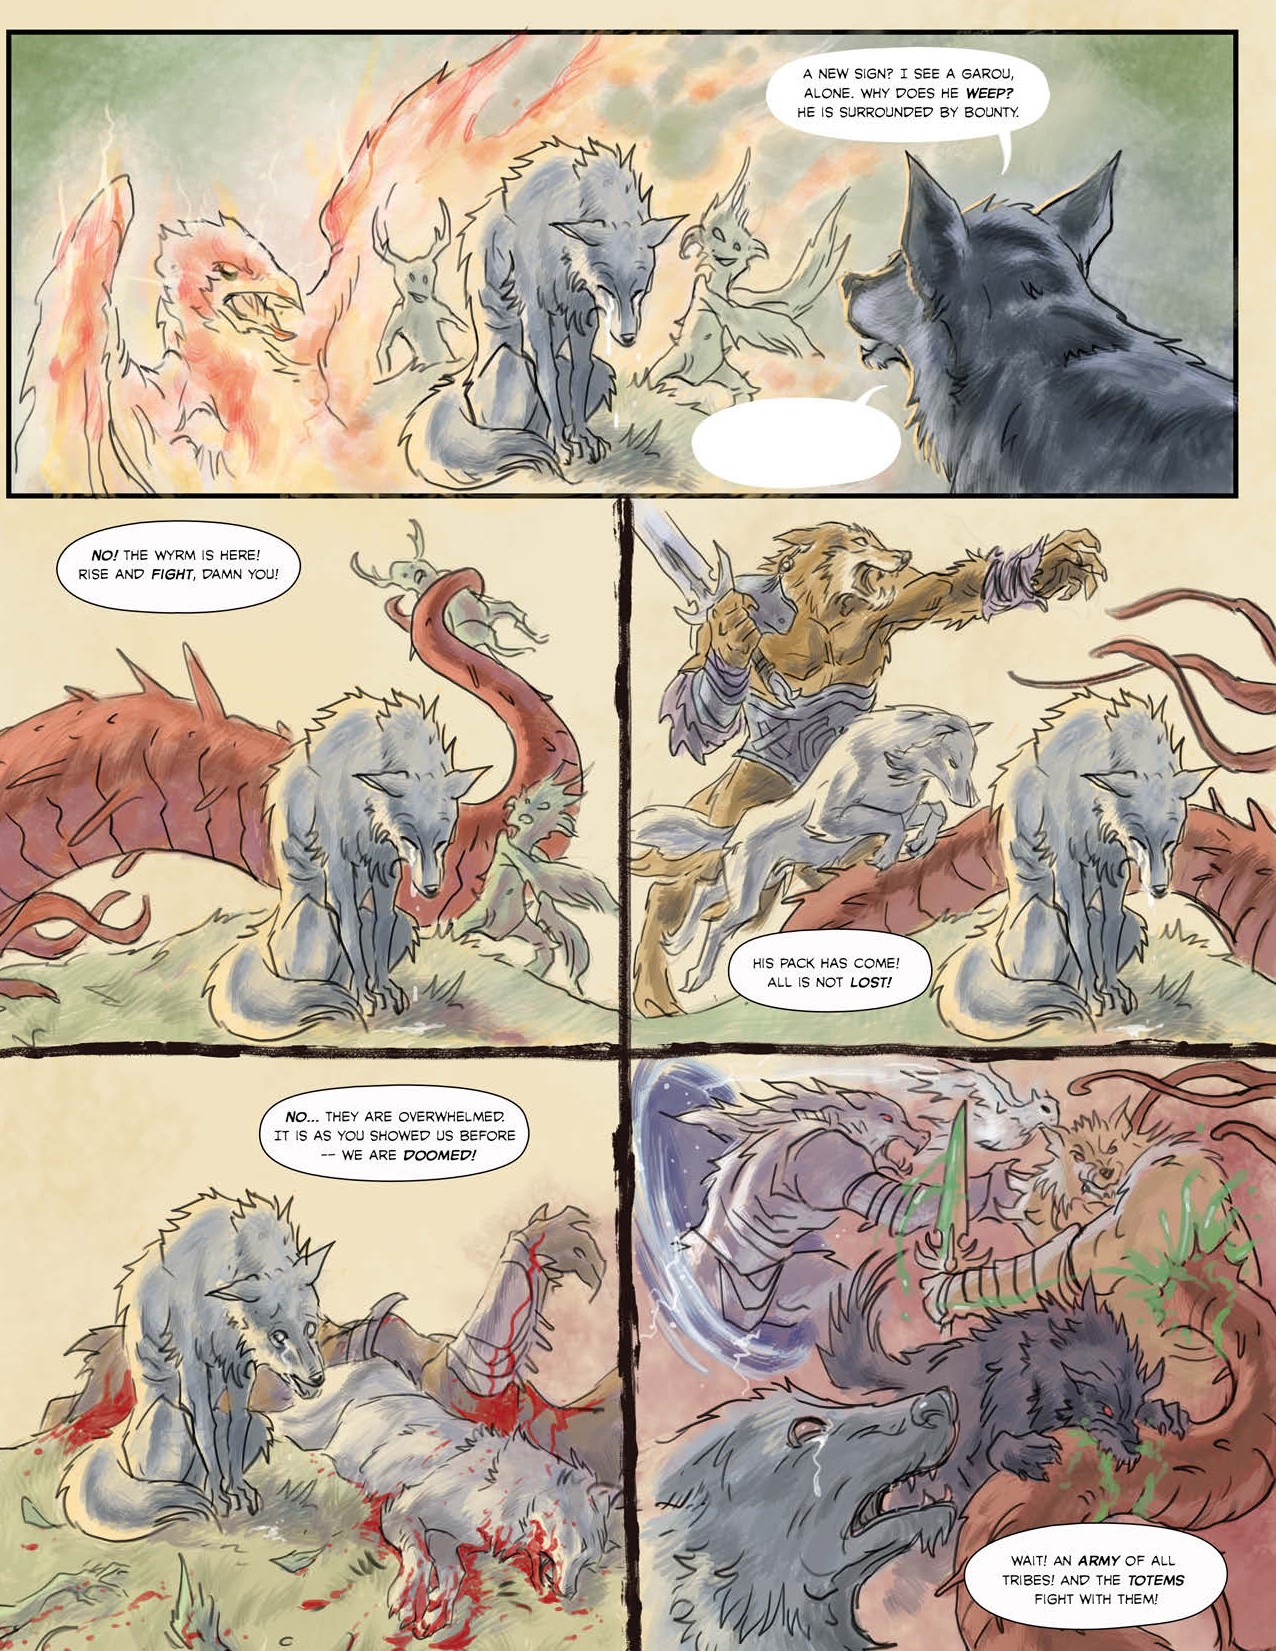 A NEW SIGN? I SEE A GAROU,
ALONE. WHY DOES HE WEEP?
HE IS SURROUNDED BY BOUNTY.
NO! THE WYRM IS HERE!
RISE AND FIGHT, DAMN YOU!
HIS PACK HAS COME!
ALL IS NOT LOST!
NO... THEY ARE OVERWHELMED.
IT IS AS YOU SHOWED US BEFORE
-- WE ARE DOOMED!
WAIT! AN ARMY OF ALL
TRIBES! AND THE TOTEMS
FIGHT WITH THEM!